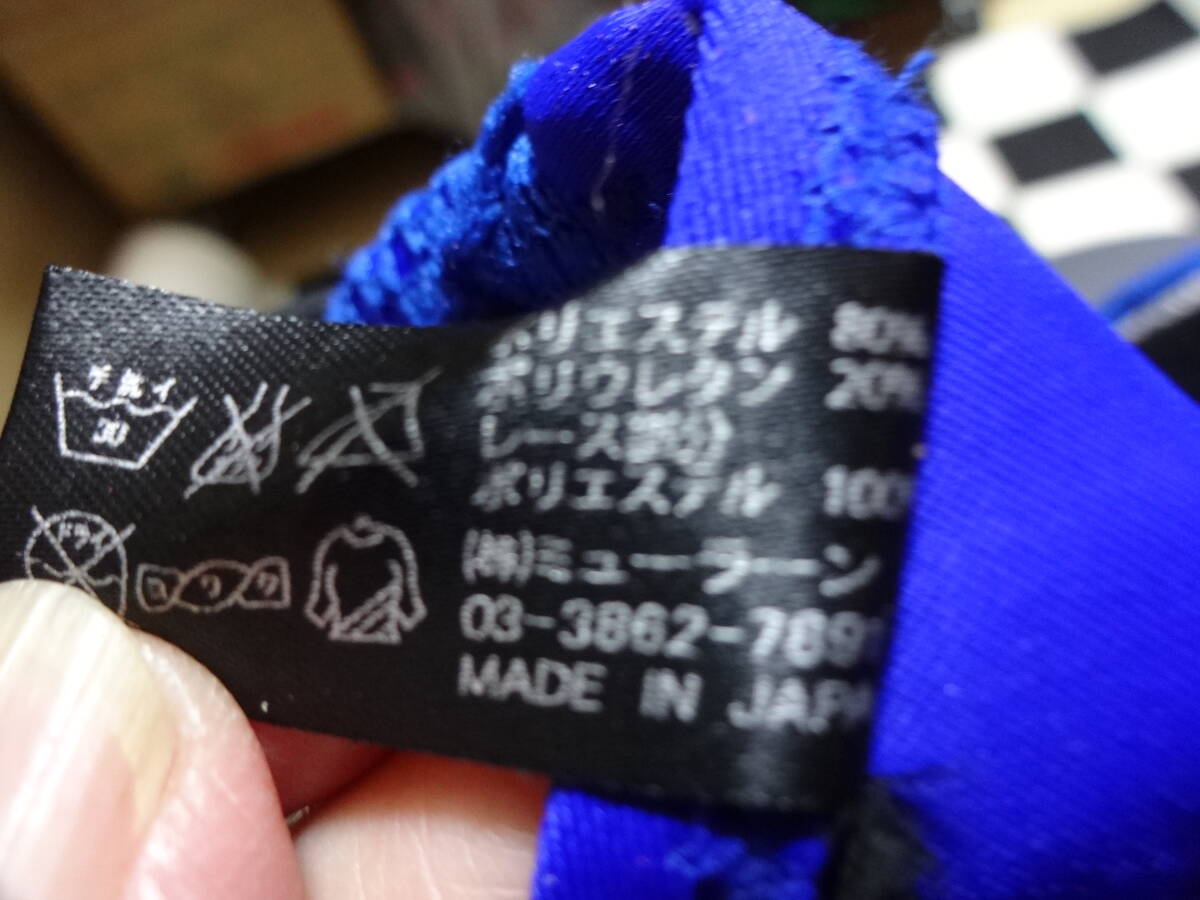 手洗イ
30
ドライ
ヨワク
ポリエステル 80%
ポリウレタン 20%
レース部分
ポリエステル 100%
(株)ミューラーン
03-3862-789
MADE IN JAPAN